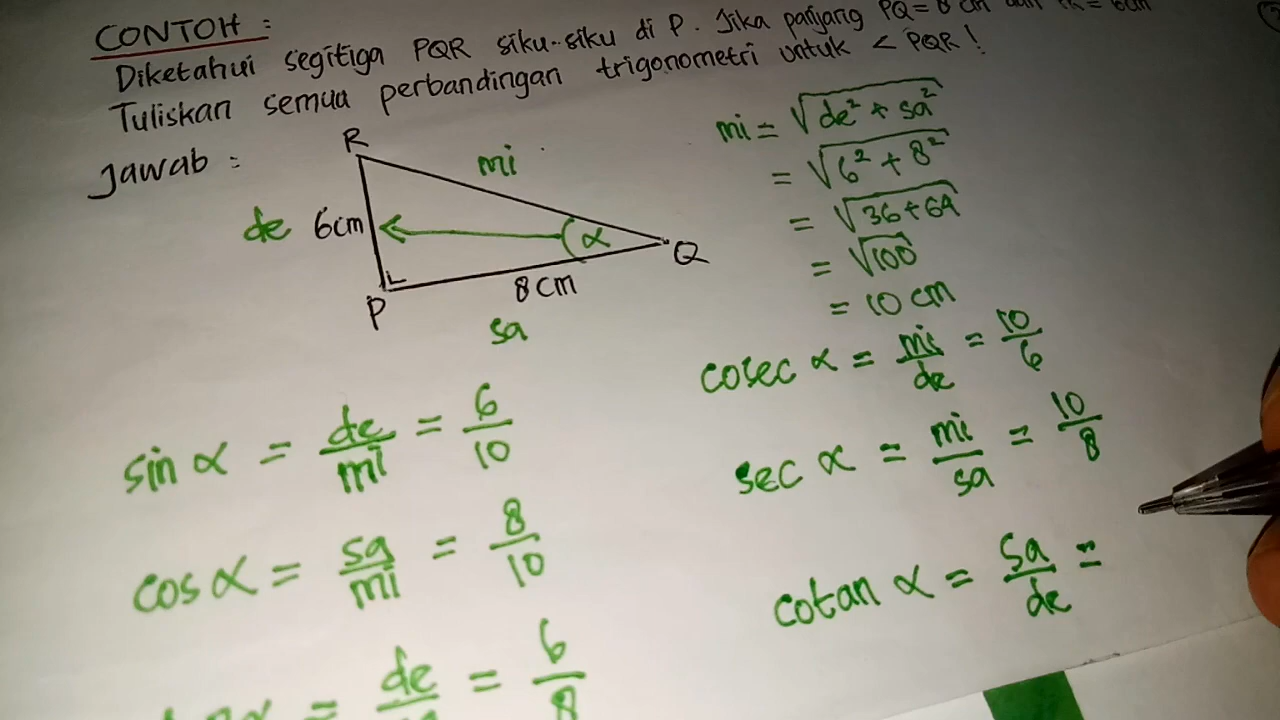 CONTOH :
Diketahui segitiga PQR siku-siku di P. Jika panjang PQ = 8 cm
Tuliskan semua perbandingan trigonometri untuk < PQR !
Jawab :
R
mi
de 6cm
α
Q
P
8cm
sa
mi = √de² + sa²
= √6² + 8²
= √36+64
= √100
= 10 cm
sin α = de/mi = 6/10
cos α = sa/mi = 8/10
α = de = 6/8
cosec α = mi/de = 10/6
sec α = mi/sa = 10/8
cotan α = sa/de =